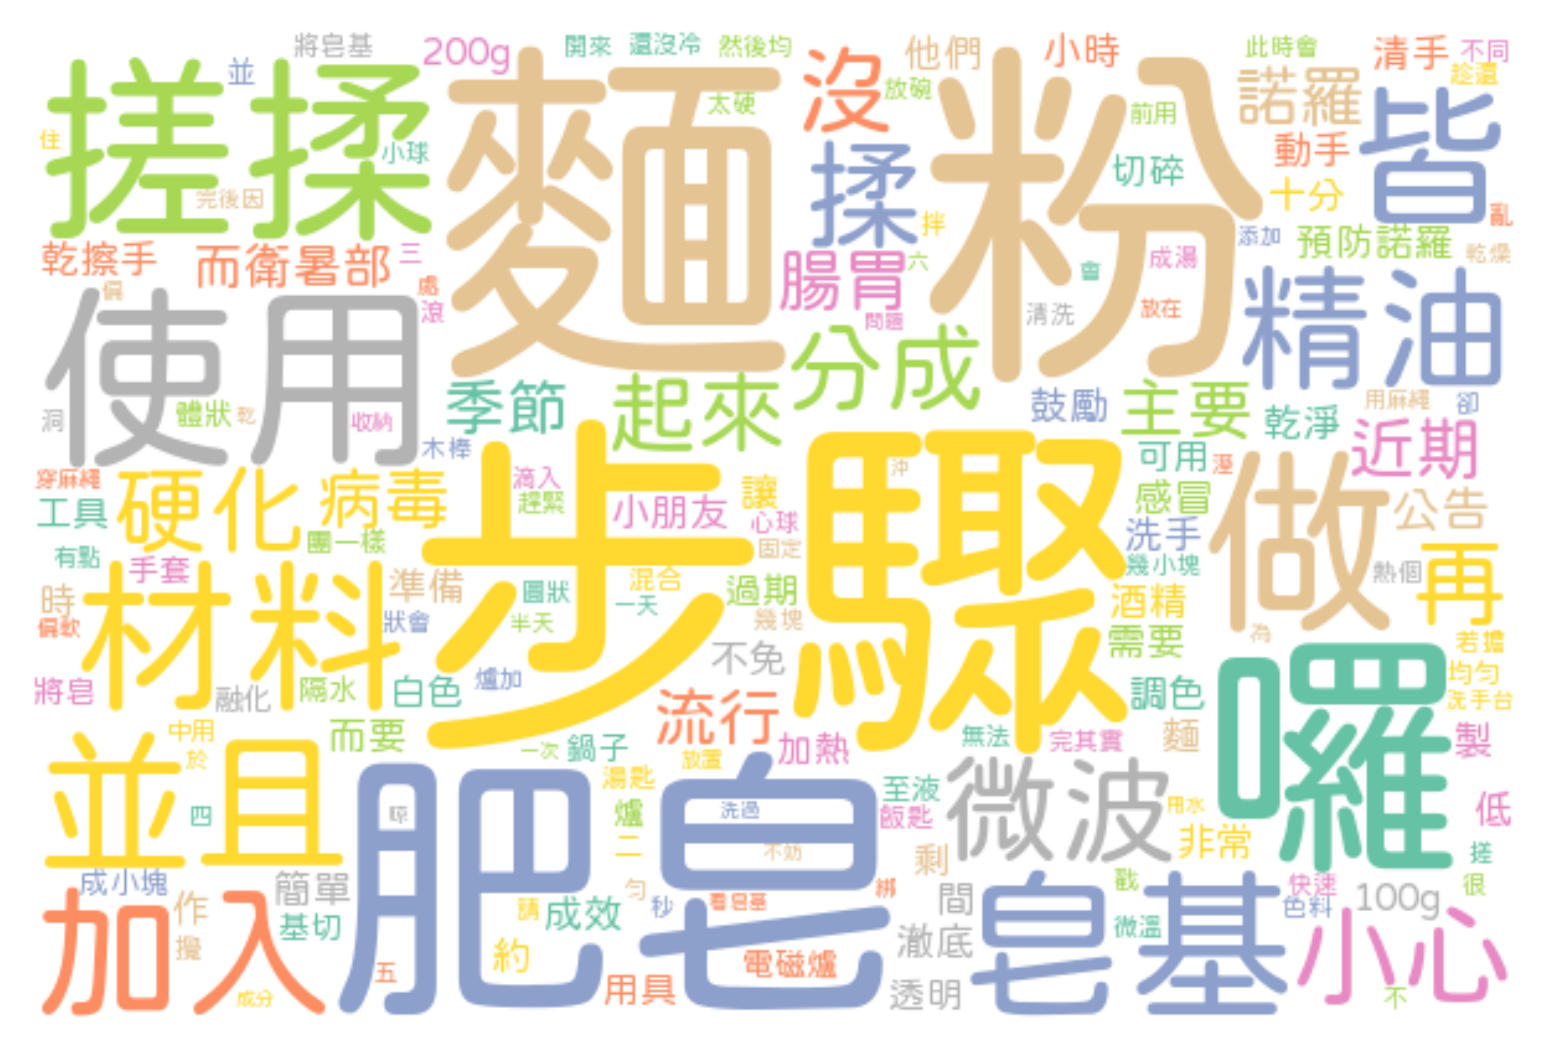 將皂基
200g
開來
還沒冷
然後均
沒
他們
小時
此時會
清手
不同
並
搓揉
麵粉
太硬
放碗
前用
諾羅
趁還
皆
住
小球
揉
切碎
動手
十分
亂
完後因
拌
添加
預防諾羅
乾燥
乾擦手
而衛署部
三
處
腸胃
六
會
成湯
偏
滾
問題
清洗
放在
精油
使用
分成
洞
體狀
乾
收納
季節
起來
鼓勵
主要
乾淨
用麻繩
卻
木棒
步驟
沖
可用
溼
近期
穿麻繩
硬化
病毒
滴入
趕緊
小朋友
讓
心球
感冒
做
公告
工具
團一樣
固定
洗手
有點
手套
幾小塊
熱個
再
時
材料
準備
圓狀
混合
過期
酒精
偏軟
狀會
半天
一天
幾塊
需要
為
若擔
將皂
融化
隔水
白色
爐加
不免
調色
囉
均勻
洗手台
中用
而要
流行
一次
鍋子
放置
加熱
無法
完其實
麵
製
於
並且
四
肥皂
晾
湯匙
爐
洗過
至液
飯匙
微波
用水
非常
低
二
不妨
剩
搓
成小塊
簡單
勻
秒
看皂基
綁
戳
快速
很
加入
作
基切
請
成效
間
皂基
微溫
色料
100g
小心
攪
約
澈底
五
電磁爐
成分
用具
透明
不